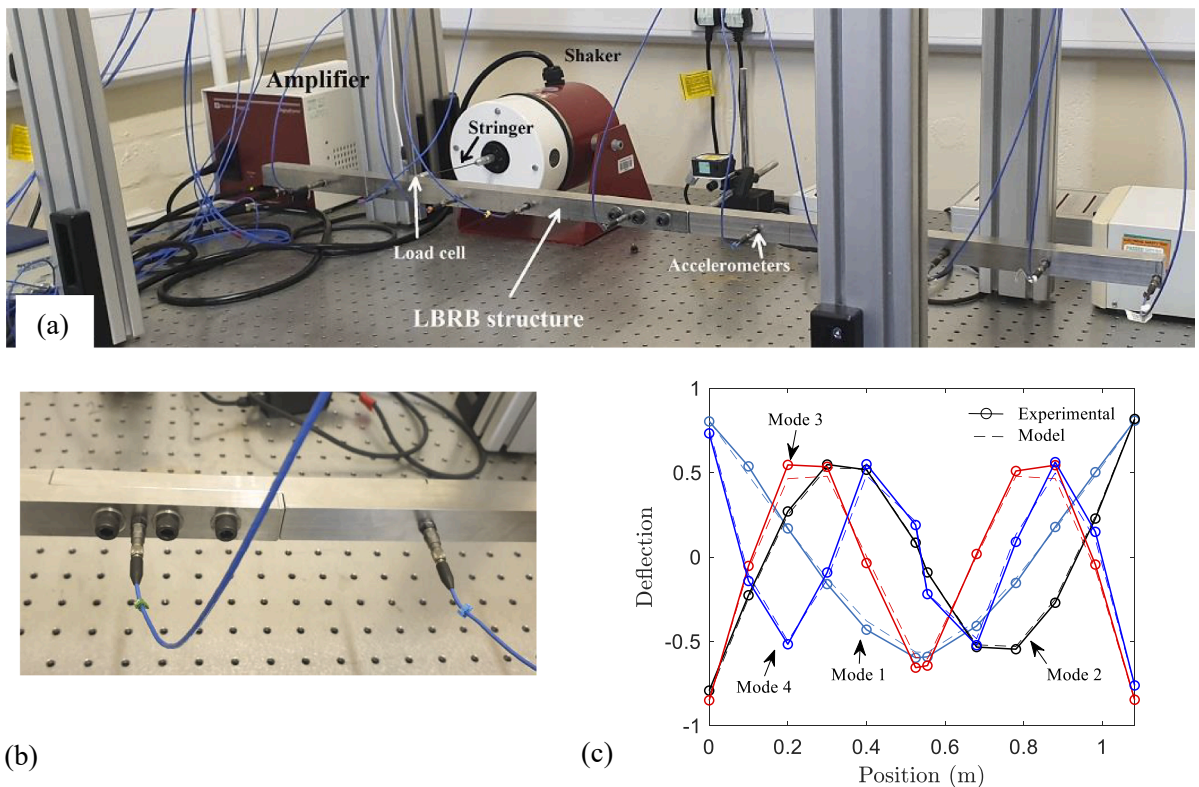 Amplifier
Shaker
Stringer
Load cell
Accelerometers
LBRB structure
(a)
(b)
1
0.5
0
-0.5
-1
Deflection
Mode 3
Experimental
Model
Mode 4
Mode 1
Mode 2
0 0.2 0.4 0.6 0.8 1
Position (m)
(c)